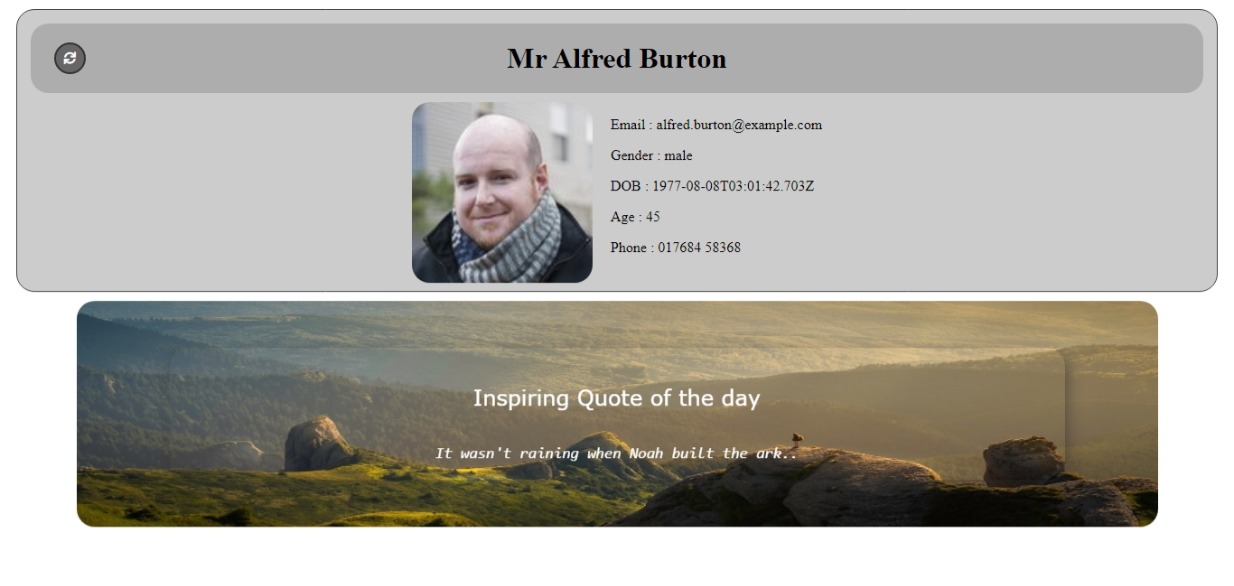 Mr Alfred Burton
Email : alfred.burton@example.com
Gender : male
DOB : 1977-08-08T03:01:42.703Z
Age : 45
Phone : 017684 58368
Inspiring Quote of the day
It wasn't raining when Noah built the ark..